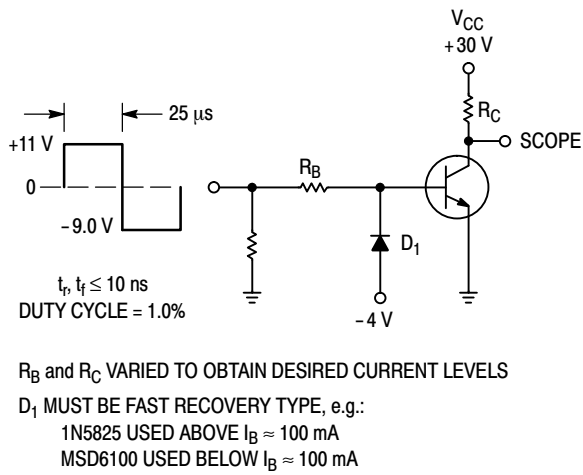 V_CC
+30 V
25 μs
R_C
+11 V
SCOPE
R_B
0
D_1
-9.0 V
-4 V
t_r, t_f ≤ 10 ns
DUTY CYCLE = 1.0%
R_B and R_C VARIED TO OBTAIN DESIRED CURRENT LEVELS
D_1 MUST BE FAST RECOVERY TYPE, e.g.:
1N5825 USED ABOVE I_B ≈ 100 mA
MSD6100 USED BELOW I_B ≈ 100 mA